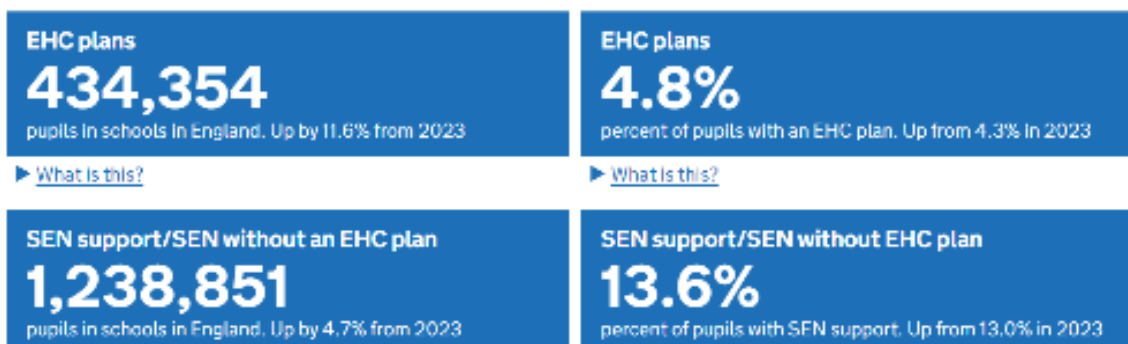 EHC plans
434,354
pupils in schools in England. Up by 11.6% from 2023
What is this?
EHC plans
4.8%
percent of pupils with an EHC plan. Up from 4.3% in 2023
What is this?
SEN support/SEN without an EHC plan
1,238,851
pupils in schools in England. Up by 4.7% from 2023
SEN support/SEN without EHC plan
13.6%
percent of pupils with SEN support. Up from 13.0% in 2023